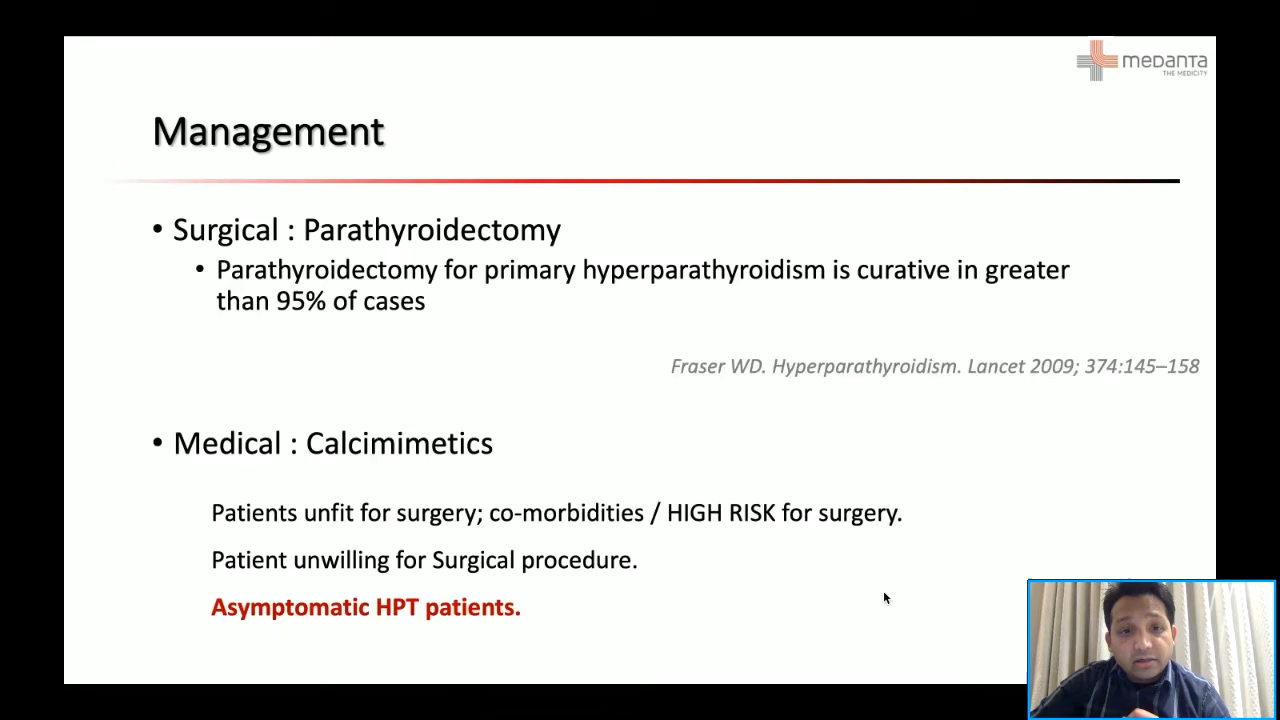 meDANTA
THE MEDICITY
Management
• Surgical : Parathyroidectomy
• Parathyroidectomy for primary hyperparathyroidism is curative in greater
than 95% of cases
Fraser WD. Hyperparathyroidism. Lancet 2009; 374:145–158
• Medical : Calcimimetics
Patients unfit for surgery; co-morbidities / HIGH RISK for surgery.
Patient unwilling for Surgical procedure.
Asymptomatic HPT patients.